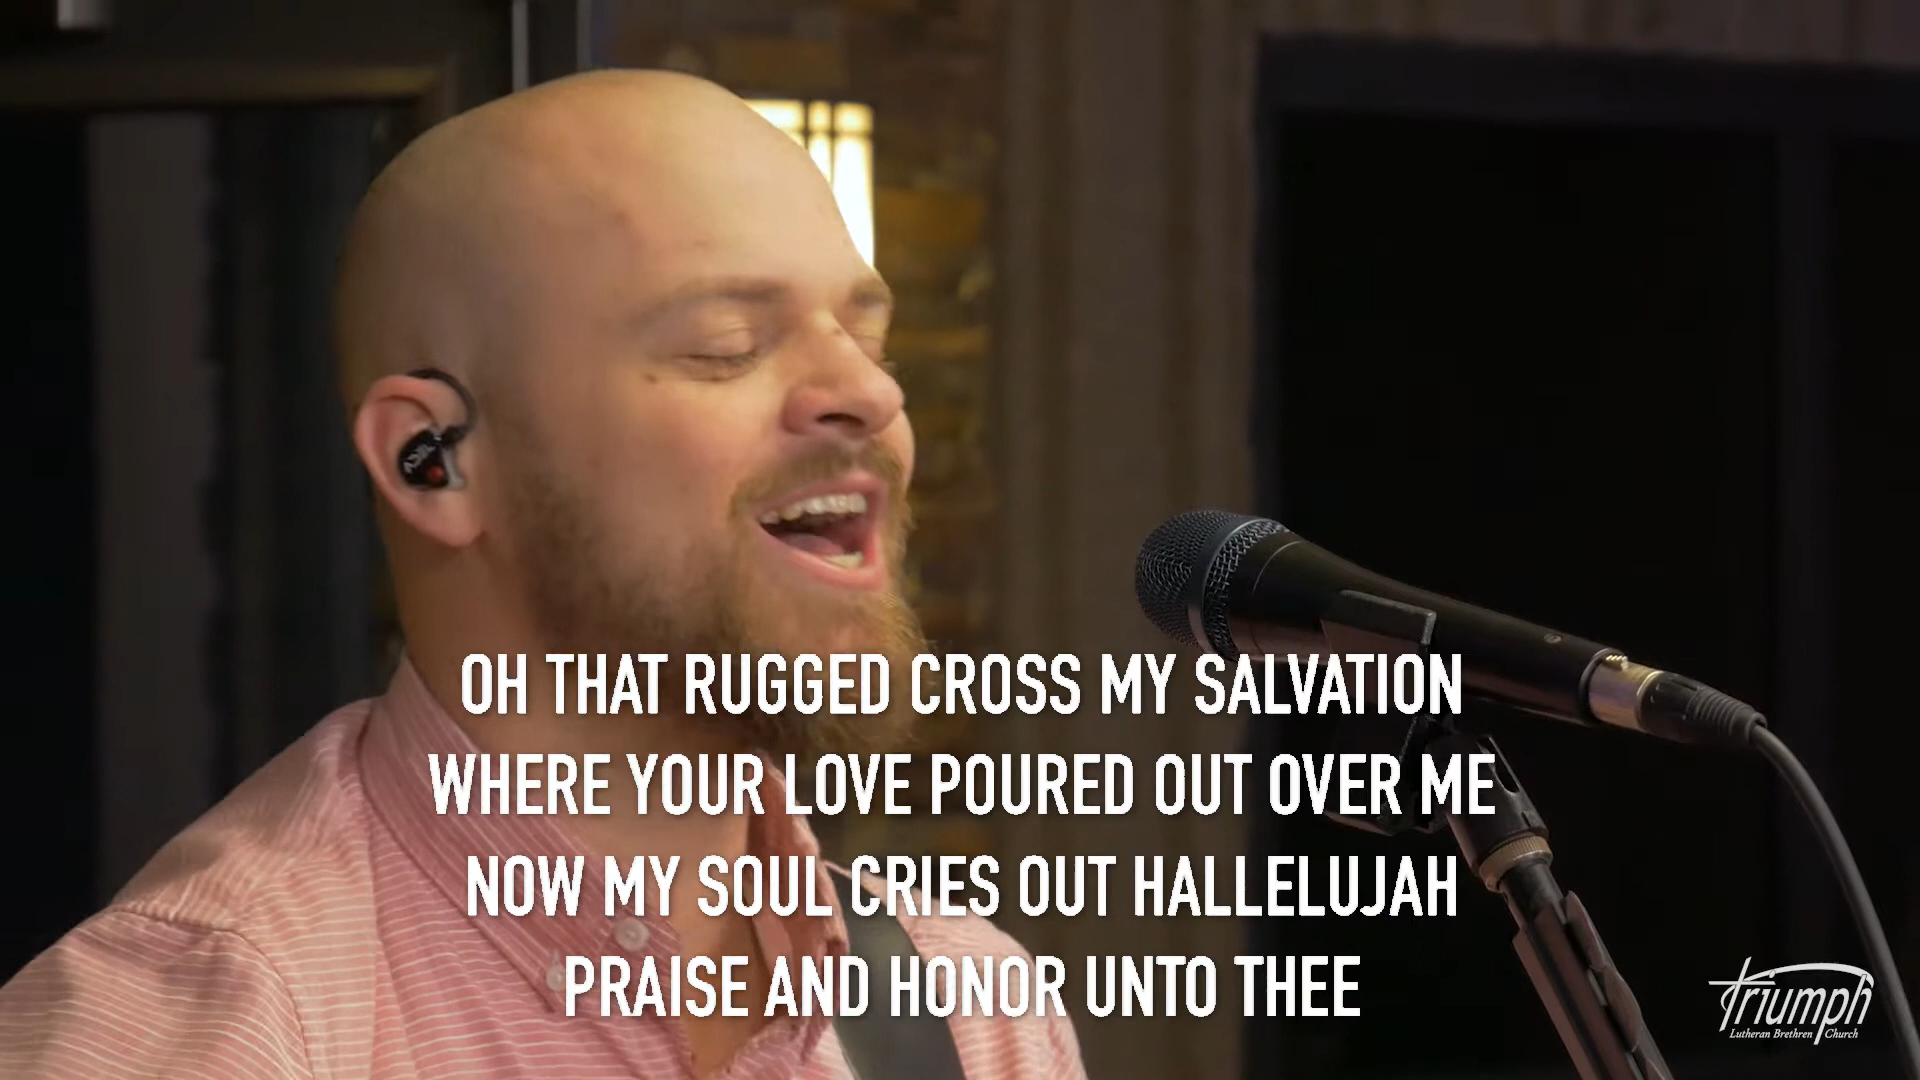 OH THAT RUGGED CROSS MY SALVATION
WHERE YOUR LOVE POURED OUT OVER ME
NOW MY SOUL CRIES OUT HALLELUJAH
PRAISE AND HONOR UNTO THEE
Triumph
Lutheran Brethren Church